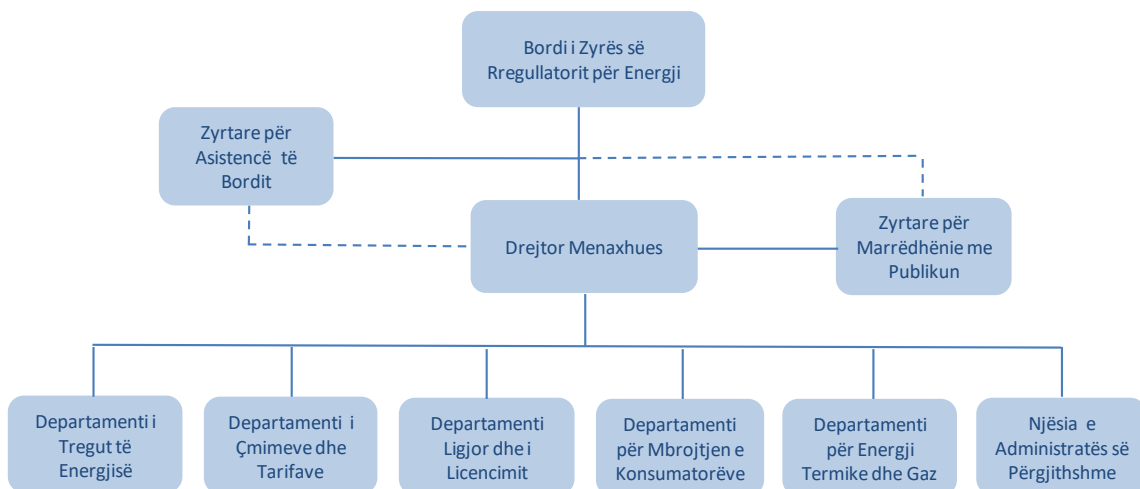 Bordi i Zyrës së
Rregullatorit për Energji
Zyrtare për
Asistencë të
Bordit
Drejtor Menaxhues
Zyrtare për
Marrëdhënie me
Publikun
Departamenti i
Tregut të
Energjisë
Departamenti i
Çmimeve dhe
Tarifave
Departamenti
Ligjor dhe i
Licencimit
Departamenti
për Mbrojtjen e
Konsumatorëve
Departamenti
për Energji
Termike dhe Gaz
Njësia e
Administratës së
Përgjithshme